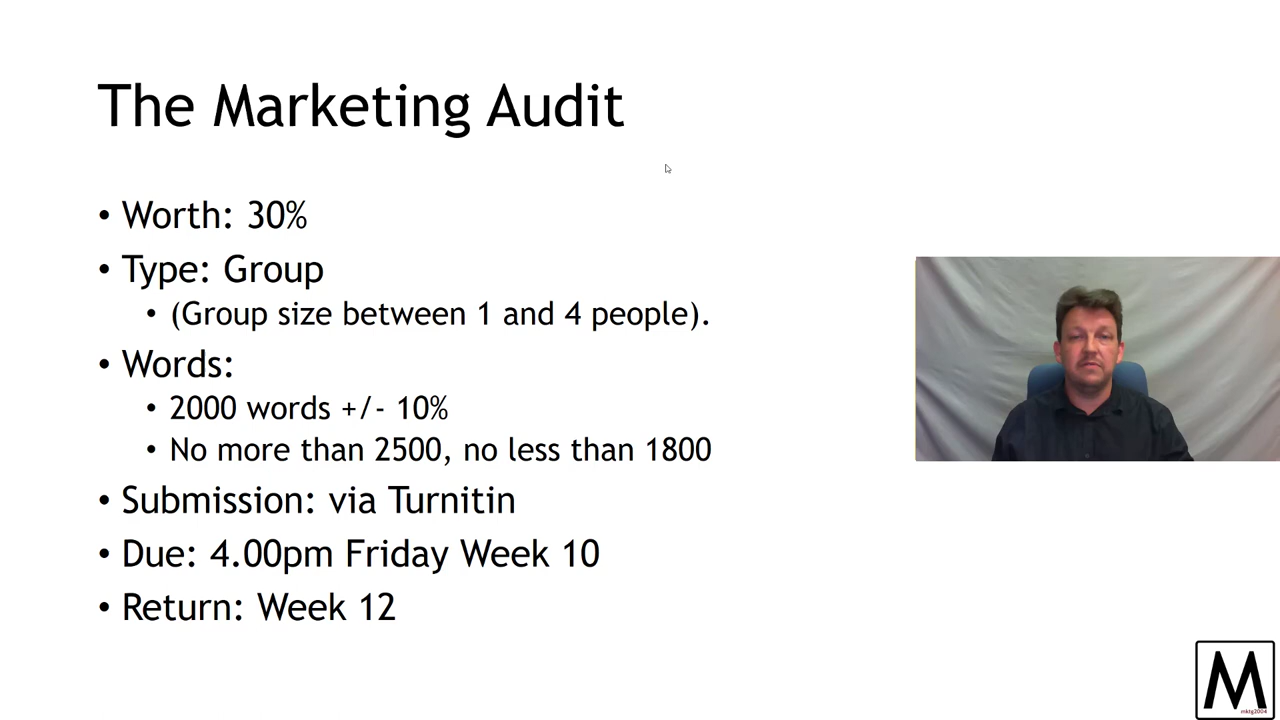 The Marketing Audit
• Worth: 30%
• Type: Group
• (Group size between 1 and 4 people).
• Words:
• 2000 words +/- 10%
• No more than 2500, no less than 1800
• Submission: via Turnitin
• Due: 4.00pm Friday Week 10
• Return: Week 12
M
mktg2004